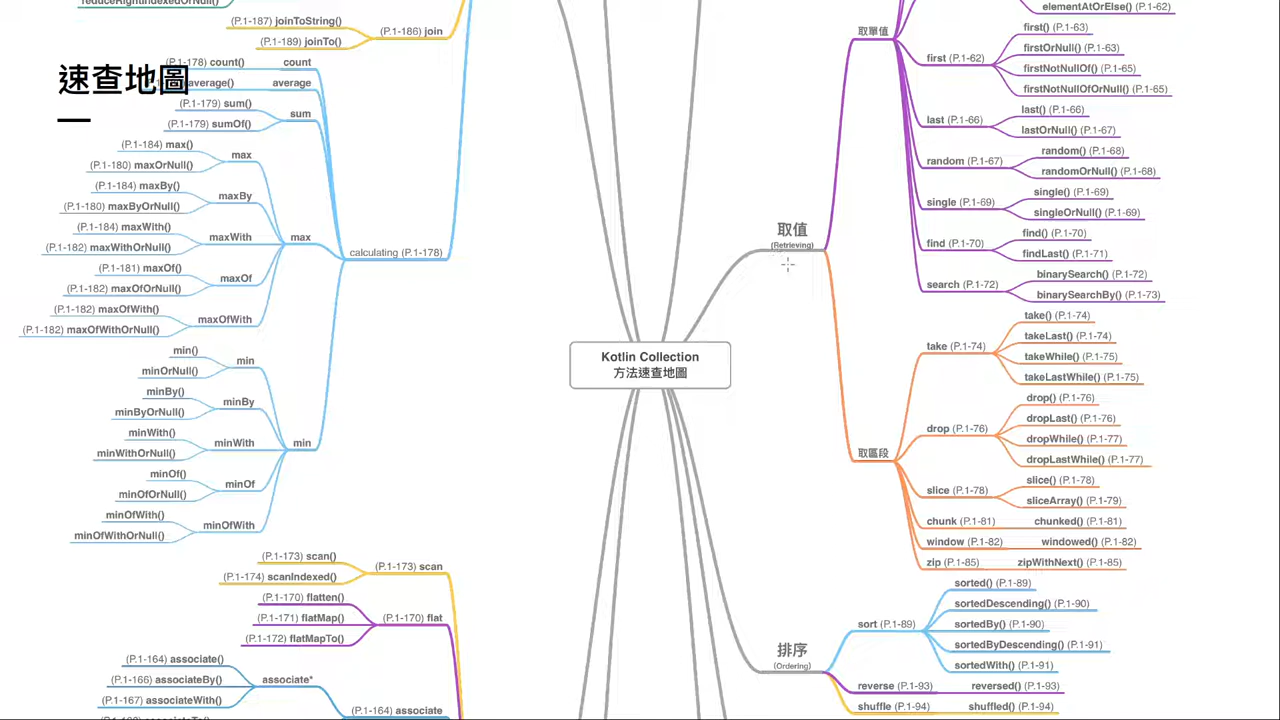 速查地圖
reduceRightIndexedOrNull()
(P.1-187) joinToString()
(P.1-189) joinTo()
(P.1-186) join
(P.1-178) count()
count
average()
average
(P.1-179) sum()
(P.1-179) sumOf()
sum
(P.1-184) max()
(P.1-180) maxOrNull()
max
(P.1-184) maxBy()
(P.1-180) maxByOrNull()
maxBy
(P.1-184) maxWith()
(P.1-182) maxWithOrNull()
maxWith
(P.1-181) maxOf()
(P.1-182) maxOfOrNull()
maxOf
(P.1-182) maxOfWith()
(P.1-182) maxOfWithOrNull()
maxOfWith
max
calculating (P.1-178)
min()
minOrNull()
min
minBy()
minByOrNull()
minBy
minWith()
minWithOrNull()
minWith
minOf()
minOfOrNull()
minOf
minOfWith()
minOfWithOrNull()
minOfWith
min
(P.1-173) scan()
(P.1-174) scanIndexed()
(P.1-173) scan
(P.1-170) flatten()
(P.1-171) flatMap()
(P.1-172) flatMapTo()
(P.1-170) flat
(P.1-164) associate()
(P.1-166) associateBy()
(P.1-167) associateWith()
associate*
(P.1-164) associate
Kotlin Collection
方法速查地圖
取值
(Retrieving)
取單值
elementAtOrElse() (P.1-62)
first (P.1-62)
first() (P.1-63)
firstOrNull() (P.1-63)
firstNotNullOf() (P.1-65)
firstNotNullOfOrNull() (P.1-65)
last (P.1-66)
last() (P.1-66)
lastOrNull() (P.1-67)
random (P.1-67)
random() (P.1-68)
randomOrNull() (P.1-68)
single (P.1-69)
single() (P.1-69)
singleOrNull() (P.1-69)
find (P.1-70)
find() (P.1-70)
findLast() (P.1-71)
search (P.1-72)
binarySearch() (P.1-72)
binarySearchBy() (P.1-73)
取區段
take (P.1-74)
take() (P.1-74)
takeLast() (P.1-74)
takeWhile() (P.1-75)
takeLastWhile() (P.1-75)
drop (P.1-76)
drop() (P.1-76)
dropLast() (P.1-76)
dropWhile() (P.1-77)
dropLastWhile() (P.1-77)
slice (P.1-78)
slice() (P.1-78)
sliceArray() (P.1-79)
chunk (P.1-81)
chunked() (P.1-81)
window (P.1-82)
windowed() (P.1-82)
zip (P.1-85)
zipWithNext() (P.1-85)
排序
(Ordering)
sort (P.1-89)
sorted() (P.1-89)
sortedDescending() (P.1-90)
sortedBy() (P.1-90)
sortedByDescending() (P.1-91)
sortedWith() (P.1-91)
reverse (P.1-93)
reversed() (P.1-93)
shuffle (P.1-94)
shuffled() (P.1-94)